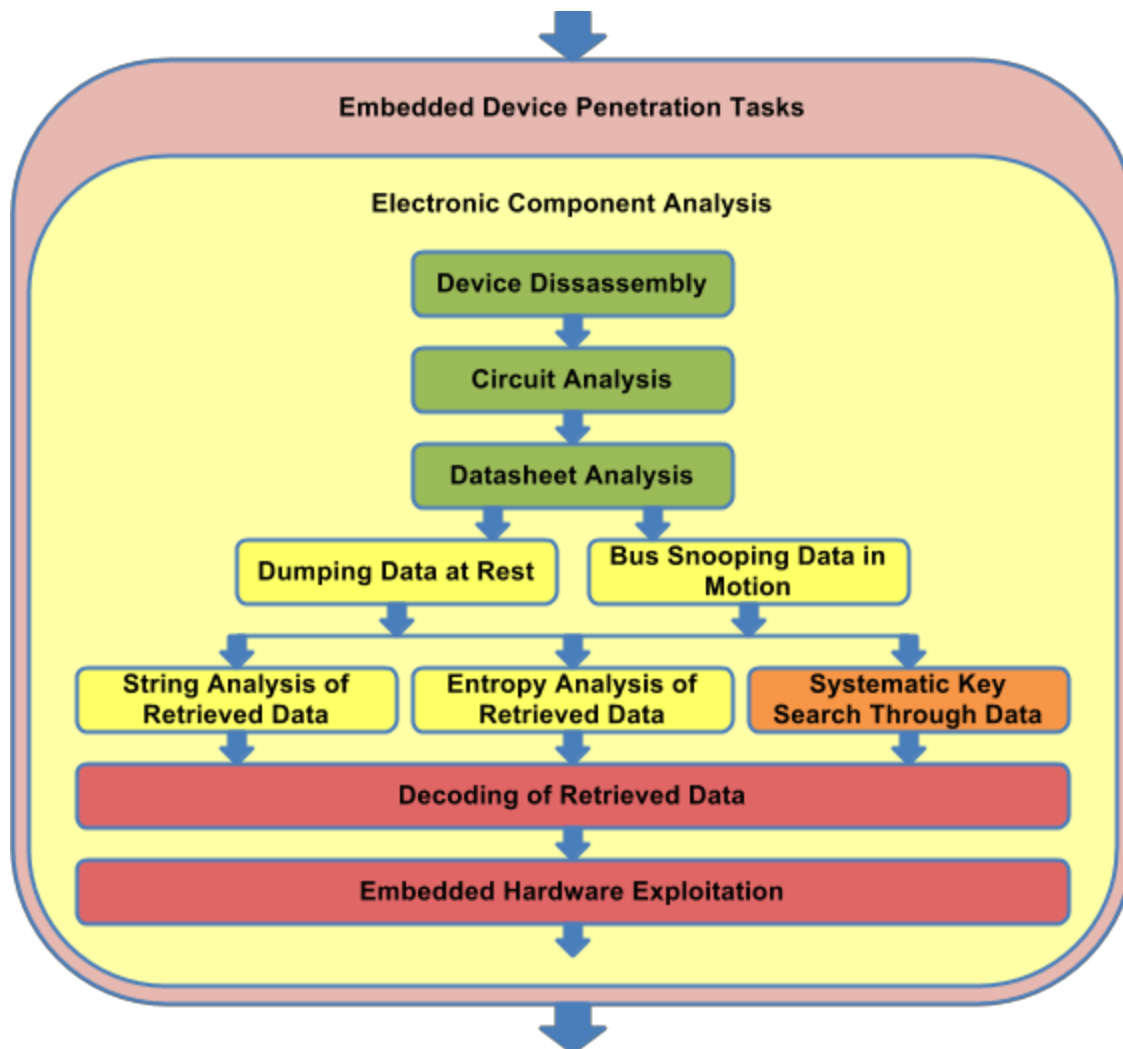 Embedded Device Penetration Tasks
Electronic Component Analysis
Device Dissassembly
Circuit Analysis
Datasheet Analysis
Dumping Data at Rest
Bus Snooping Data in
Motion
String Analysis of
Retrieved Data
Entropy Analysis of
Retrieved Data
Systematic Key
Search Through Data
Decoding of Retrieved Data
Embedded Hardware Exploitation